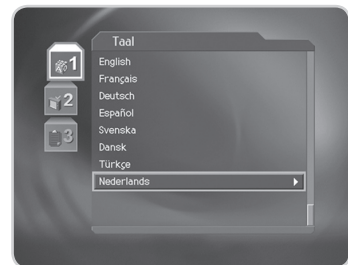 Taal
1
English
Français
2
Deutsch
Español
3
Svenska
Dansk
Türkçe
Nederlands